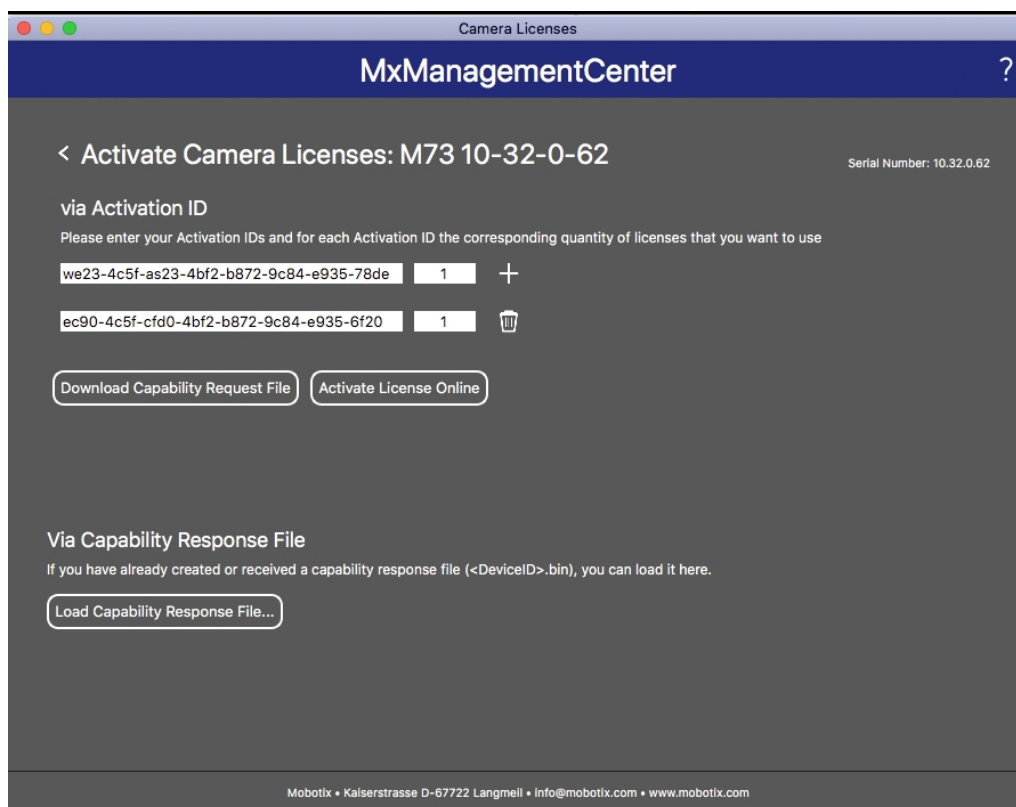 Camera Licenses
MxManagementCenter
?
< Activate Camera Licenses: M73 10-32-0-62
Serial Number: 10.32.0.62
via Activation ID
Please enter your Activation IDs and for each Activation ID the corresponding quantity of licenses that you want to use
we23-4c5f-as23-4bf2-b872-9c84-e935-78de 1 +
ec90-4c5f-cfd0-4bf2-b872-9c84-e935-6f20 1
Download Capability Request File Activate License Online
Via Capability Response File
If you have already created or received a capability response file (<DeviceID>.bin), you can load it here.
Load Capability Response File...
Mobotix • Kaiserstrasse D-67722 Langmeil • info@mobotix.com • www.mobotix.com